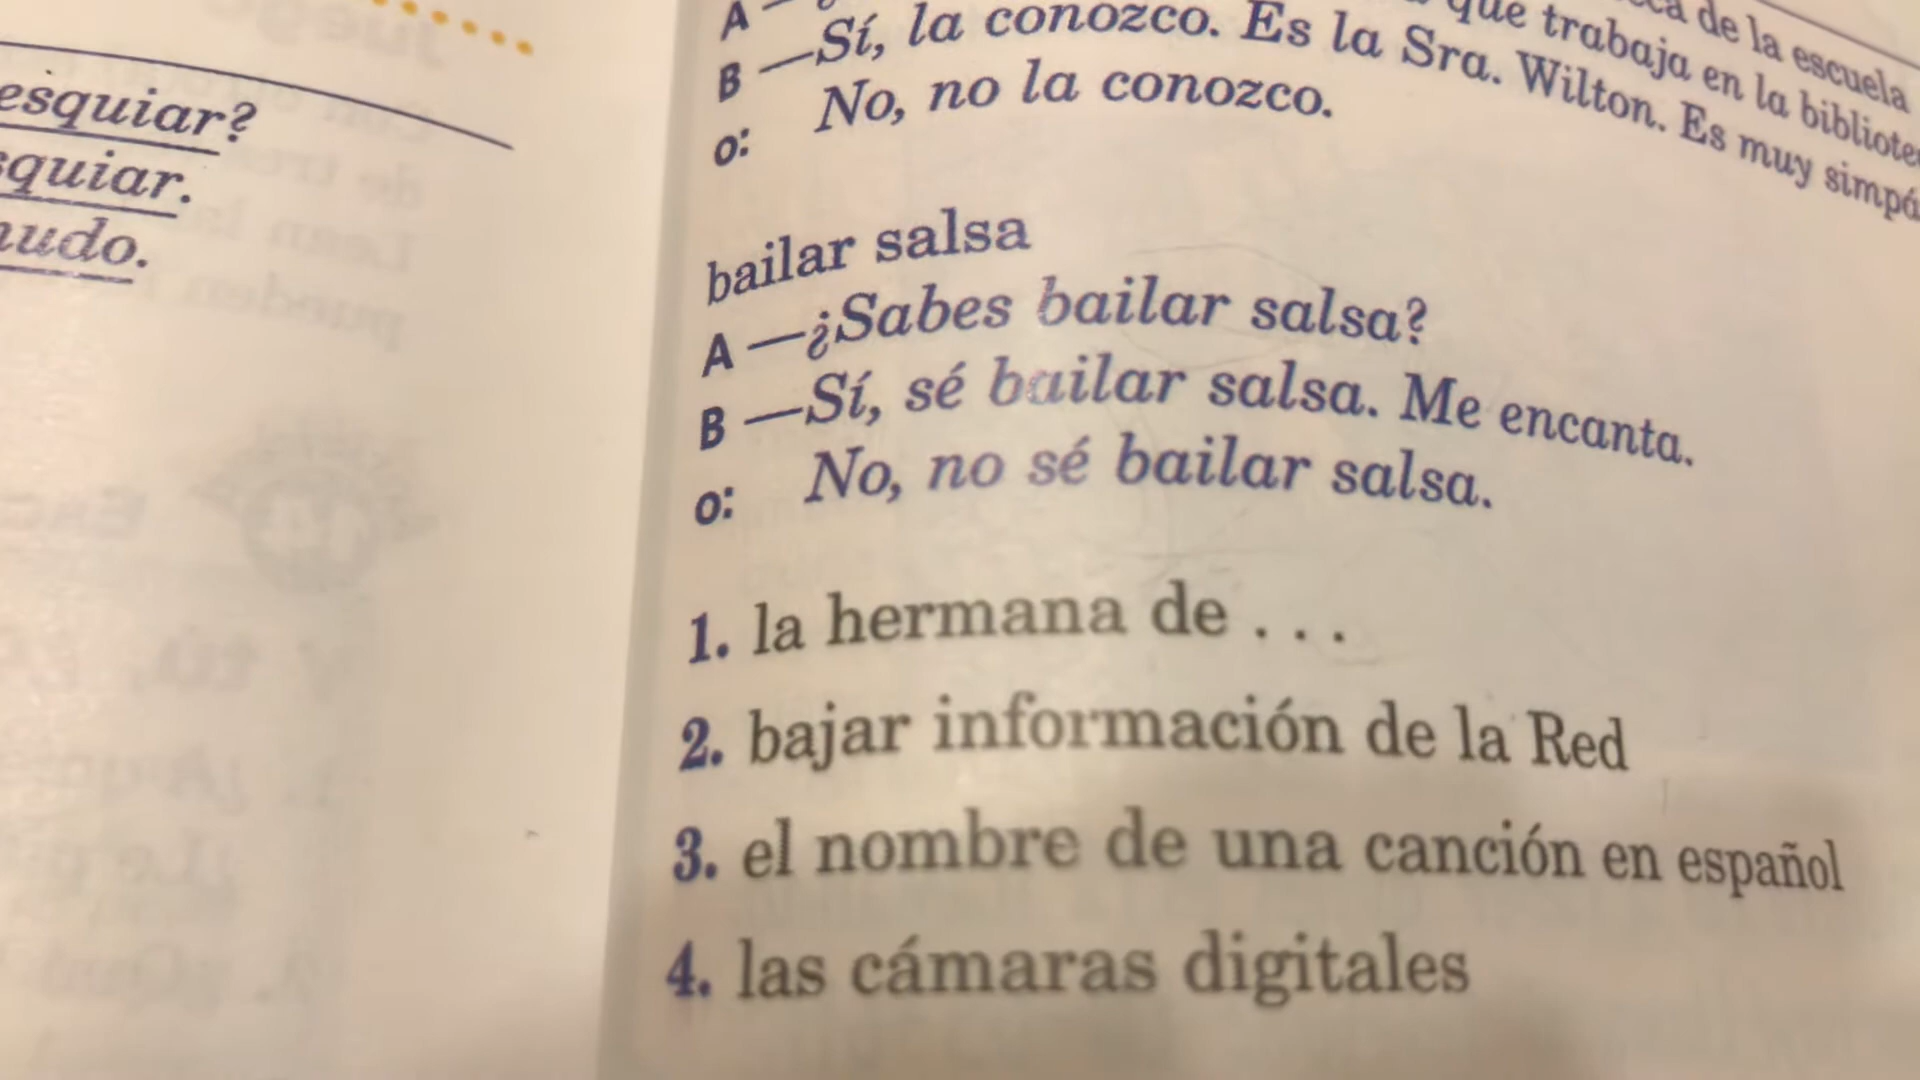 esquiar?
squiar.
udo.
de la escuela
que trabaja en la
A —
B —Sí, la conozco. Es la Sra. Wilton. Es muy
o: No, no la conozco.
bailar salsa
A —¿Sabes bailar salsa?
B —Sí, sé bailar salsa. Me encanta.
o: No, no sé bailar salsa.
1. la hermana de . . .
2. bajar información de la Red
3. el nombre de una canción en español
4. las cámaras digitales